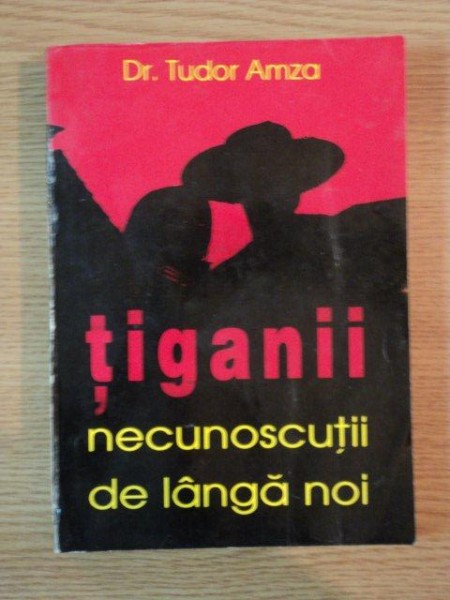 Dr. Tudor Amza
țiganii
necunoscuții
de lângă noi